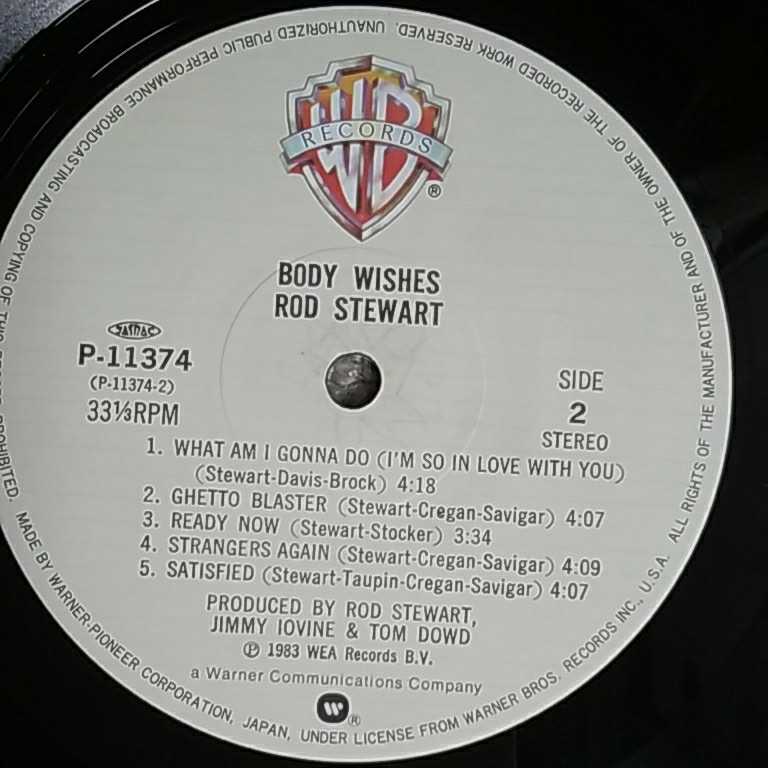 WB
RECORDS
®
BODY WISHES
ROD STEWART
JASRAC
P-11374
(P-11374-2)
33⅓RPM
SIDE
2
STEREO
1. WHAT AM I GONNA DO (I'M SO IN LOVE WITH YOU)
(Stewart-Davis-Brock) 4:18
2. GHETTO BLASTER (Stewart-Cregan-Savigar) 4:07
3. READY NOW (Stewart-Stocker) 3:34
4. STRANGERS AGAIN (Stewart-Cregan-Savigar) 4:09
5. SATISFIED (Stewart-Taupin-Cregan-Savigar) 4:07
PRODUCED BY ROD STEWART,
JIMMY IOVINE & TOM DOWD
Ⓟ 1983 WEA Records B.V.
a Warner Communications Company
W®
MADE BY WARNER-PIONEER CORPORATION, JAPAN, UNDER LICENSE FROM WARNER BROS. RECORDS INC., U.S.A. ALL RIGHTS OF THE MANUFACTURER AND OF THE OWNER OF THE RECORDED WORK RESERVED. UNAUTHORIZED PUBLIC PERFORMANCE BROADCASTING AND COPYING OF THIS PROHIBITED.